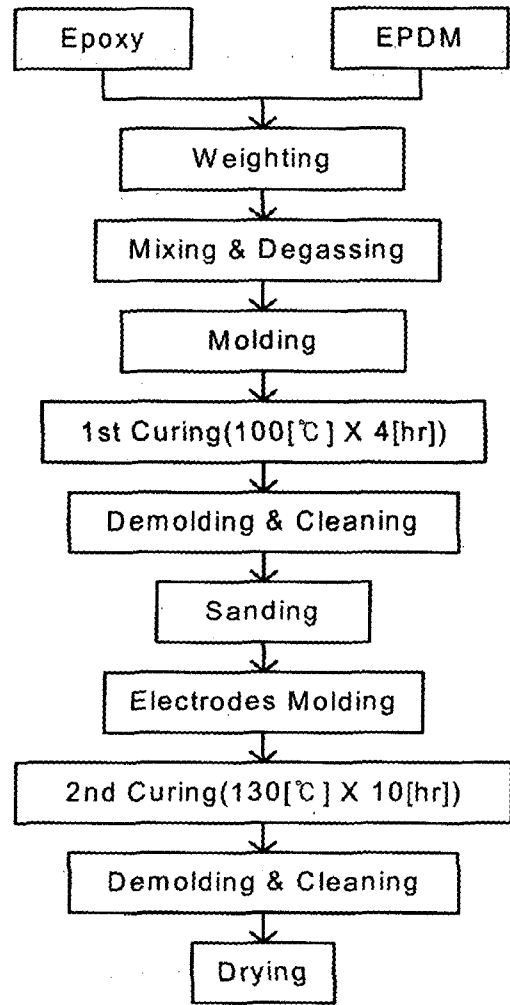 Epoxy
EPDM
Weighting
Mixing & Degassing
Molding
1st Curing(100[℃] X 4[hr])
Demolding & Cleaning
Sanding
Electrodes Molding
2nd Curing(130[℃] X 10[hr])
Demolding & Cleaning
Drying